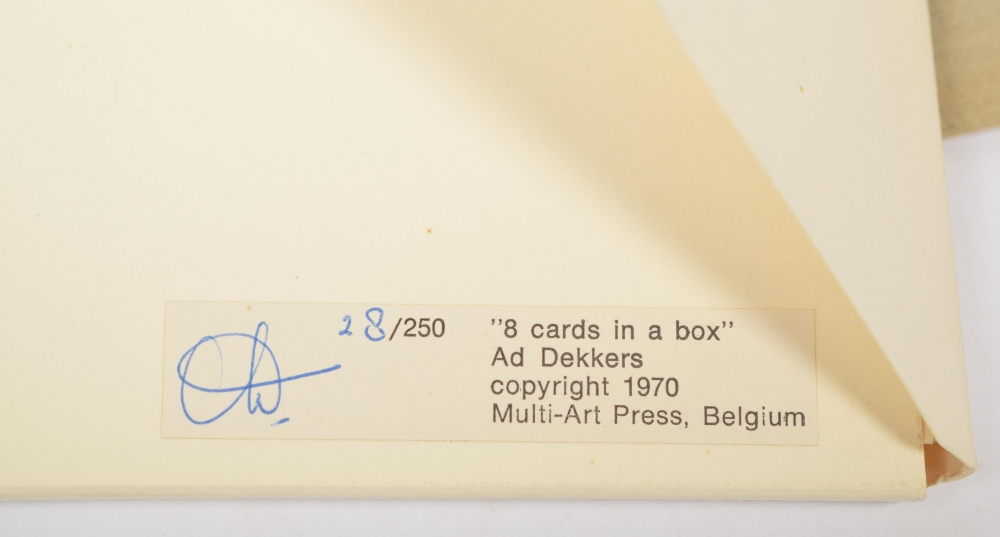 28/250
"8 cards in a box"
Ad Dekkers
copyright 1970
Multi-Art Press, Belgium